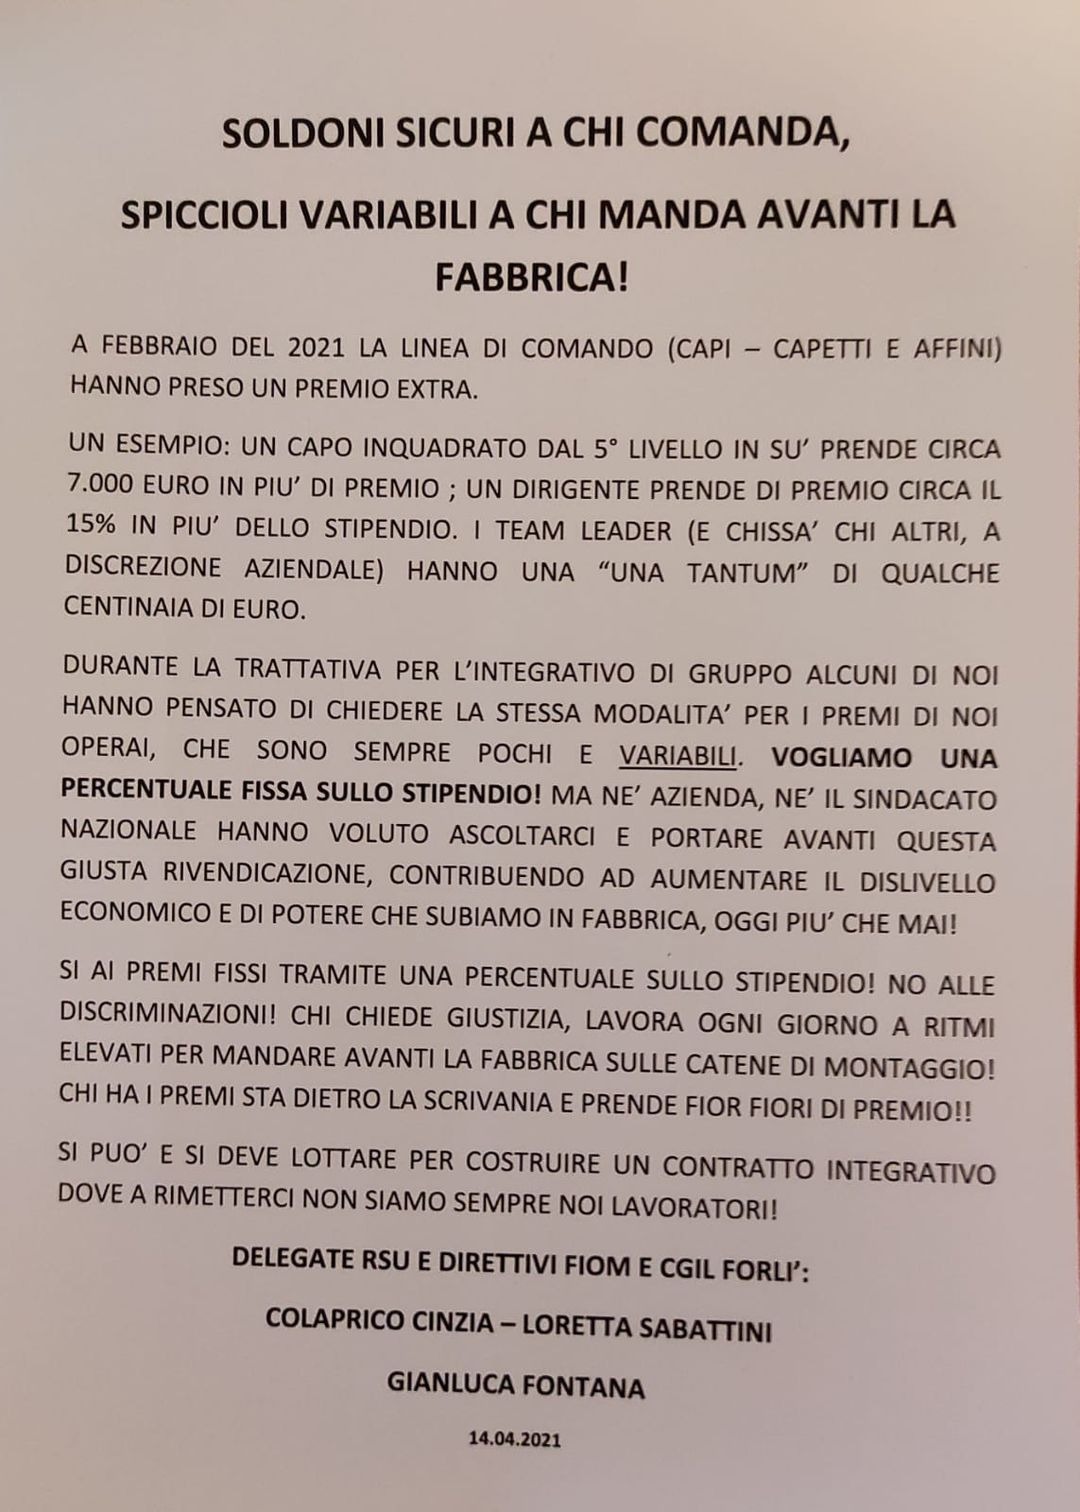 SOLDONI SICURI A CHI COMANDA,
SPICCIOLI VARIABILI A CHI MANDA AVANTI LA
FABBRICA!
A FEBBRAIO DEL 2021 LA LINEA DI COMANDO (CAPI – CAPETTI E AFFINI)
HANNO PRESO UN PREMIO EXTRA.
UN ESEMPIO: UN CAPO INQUADRATO DAL 5° LIVELLO IN SU’ PRENDE CIRCA
7.000 EURO IN PIU’ DI PREMIO ; UN DIRIGENTE PRENDE DI PREMIO CIRCA IL
15% IN PIU’ DELLO STIPENDIO. I TEAM LEADER (E CHISSA’ CHI ALTRI, A
DISCREZIONE AZIENDALE) HANNO UNA “UNA TANTUM” DI QUALCHE
CENTINAIA DI EURO.
DURANTE LA TRATTATIVA PER L’INTEGRATIVO DI GRUPPO ALCUNI DI NOI
HANNO PENSATO DI CHIEDERE LA STESSA MODALITA’ PER I PREMI DI NOI
OPERAI, CHE SONO SEMPRE POCHI E VARIABILI. VOGLIAMO UNA
PERCENTUALE FISSA SULLO STIPENDIO! MA NE’ AZIENDA, NE’ IL SINDACATO
NAZIONALE HANNO VOLUTO ASCOLTARCI E PORTARE AVANTI QUESTA
GIUSTA RIVENDICAZIONE, CONTRIBUENDO AD AUMENTARE IL DISLIVELLO
ECONOMICO E DI POTERE CHE SUBIAMO IN FABBRICA, OGGI PIU’ CHE MAI!
SI AI PREMI FISSI TRAMITE UNA PERCENTUALE SULLO STIPENDIO! NO ALLE
DISCRIMINAZIONI! CHI CHIEDE GIUSTIZIA, LAVORA OGNI GIORNO A RITMI
ELEVATI PER MANDARE AVANTI LA FABBRICA SULLE CATENE DI MONTAGGIO!
CHI HA I PREMI STA DIETRO LA SCRIVANIA E PRENDE FIOR FIORI DI PREMIO!!
SI PUO’ E SI DEVE LOTTARE PER COSTRUIRE UN CONTRATTO INTEGRATIVO
DOVE A RIMETTERCI NON SIAMO SEMPRE NOI LAVORATORI!
DELEGATE RSU E DIRETTIVI FIOM E CGIL FORLI’:
COLAPRICO CINZIA – LORETTA SABATTINI
GIANLUCA FONTANA
14.04.2021